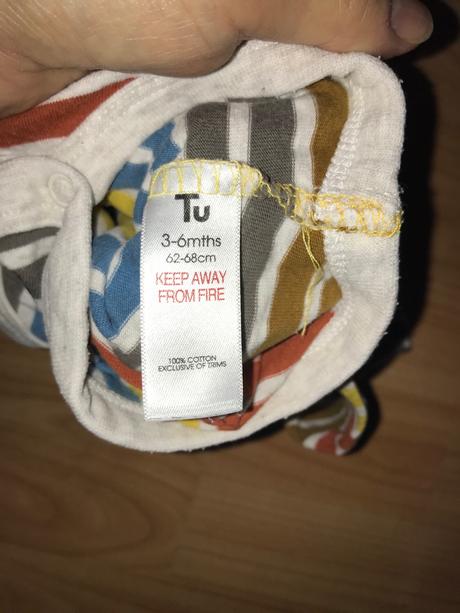 Tu
3-6mths
62-68cm
KEEP AWAY
FROM FIRE
100% COTTON
EXCLUSIVE OF TRIMS